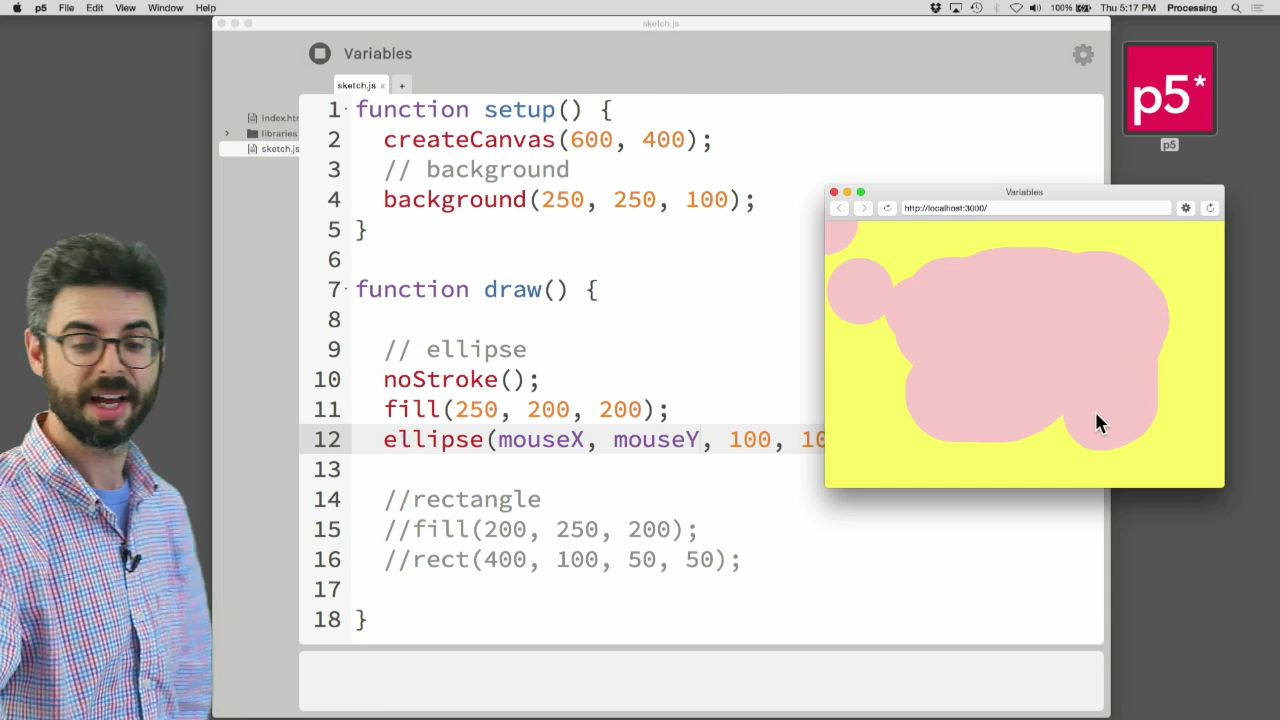 p5 File Edit View Window Help 100% Thu 5:17 PM Processing
sketch.js
Variables
sketch.js x +
index.htm
libraries
sketch.js
1 function setup() {
2 createCanvas(600, 400);
3 // background
4 background(250, 250, 100);
5 }
6
7 function draw() {
8
9 // ellipse
10 noStroke();
11 fill(250, 200, 200);
12 ellipse(mouseX, mouseY, 100, 10
13
14 //rectangle
15 //fill(200, 250, 200);
16 //rect(400, 100, 50, 50);
17
18 }
p5*
p5
Variables
http://localhost:3000/